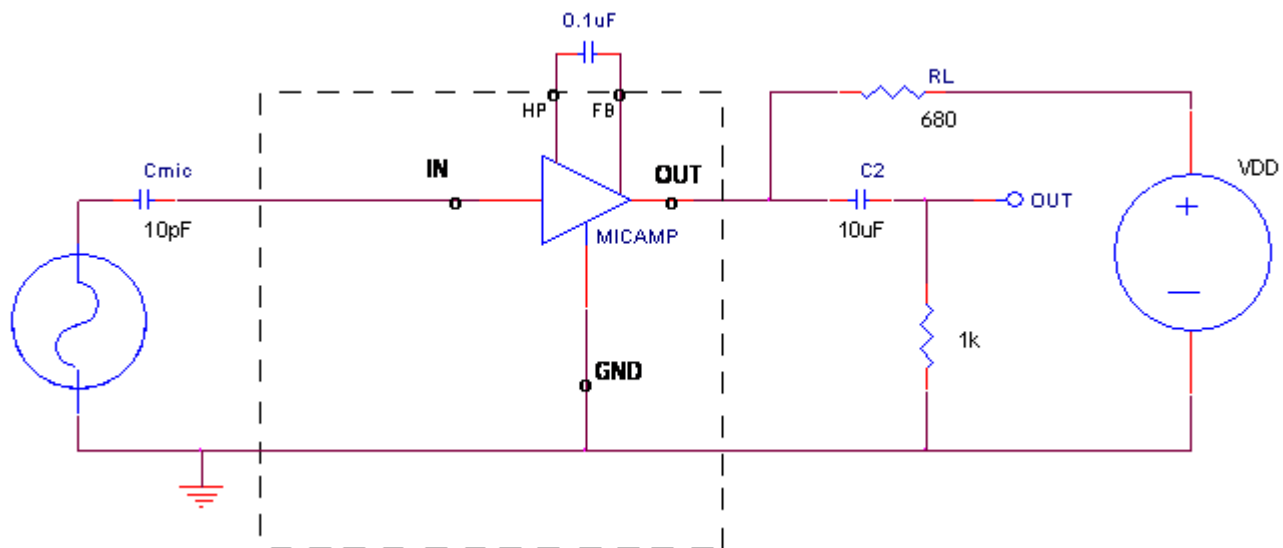 0.1uF
RL
HP
FB
680
Cmic
IN
OUT
C2
VDD
+
OUT
10pF
MICAMP
10uF
—
1k
GND